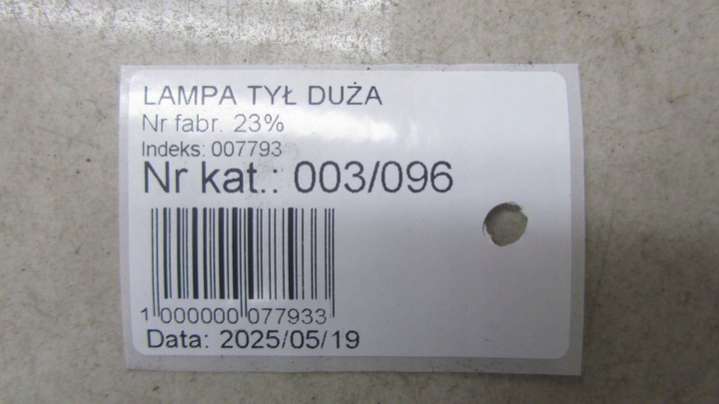 LAMPA TYŁ DUŻA
Nr fabr. 23%
Indeks: 007793
Nr kat.: 003/096
1 000000 077933
Data: 2025/05/19